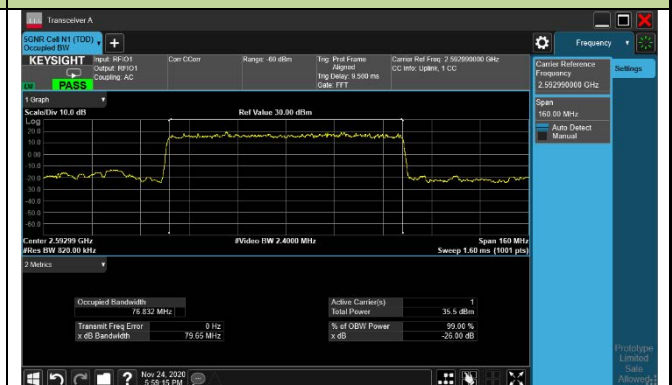 Transceiver A
5GNR Cell N1 (TDD)
Occupied BW
Frequency
KEYSIGHT
Input: RFIO1
Output: RFIO1
Coupling: AC
Corr CCorr
Range: -60 dBm
Trig: Prot Frame
Aligned
Trig Delay: 9.500 ms
Gate: FFT
Carrier Ref Freq: 2.592990000 GHz
CC Info: Uplink, 1 CC
PASS
Carrier Reference
Frequency
2.592990000 GHz
Settings
Span
160.00 MHz
Auto Detect
Manual
1 Graph
Scale/Div 10.0 dB
Ref Value 30.00 dBm
Log
20.0
10.0
0.00
-10.0
-20.0
-30.0
-40.0
-50.0
-60.0
Center 2.59299 GHz
#Video BW 2.4000 MHz
Span 160 MHz
#Res BW 820.00 kHz
Sweep 1.60 ms (1001 pts)
2 Metrics
Occupied Bandwidth
76.832 MHz
Active Carrier(s)
1
Total Power
35.5 dBm
Transmit Freq Error
0 Hz
% of OBW Power
99.00 %
x dB Bandwidth
79.65 MHz
x dB
-26.00 dB
Prototype
Limited
Sale
Allowed
Nov 24, 2020
5:59:15 PM